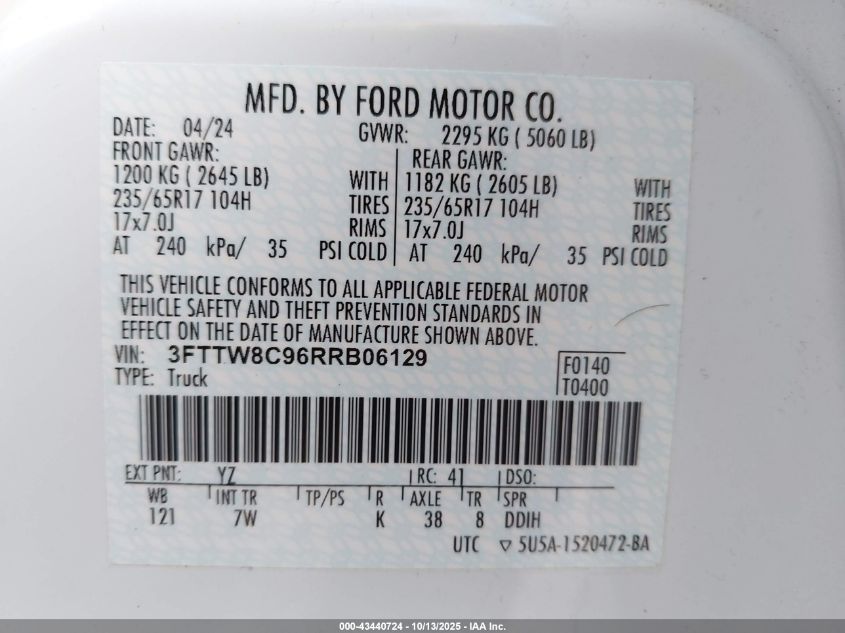 MFD. BY FORD MOTOR CO.
DATE: 04/24 GVWR: 2295 KG ( 5060 LB)
FRONT GAWR: REAR GAWR:
1200 KG ( 2645 LB) WITH 1182 KG ( 2605 LB) WITH
235/65R17 104H TIRES 235/65R17 104H TIRES
17x7.0J RIMS 17x7.0J RIMS
AT 240 kPa/ 35 PSI COLD AT 240 kPa/ 35 PSI COLD
THIS VEHICLE CONFORMS TO ALL APPLICABLE FEDERAL MOTOR
VEHICLE SAFETY AND THEFT PREVENTION STANDARDS IN
EFFECT ON THE DATE OF MANUFACTURE SHOWN ABOVE.
VIN: 3FTTW8C96RRB06129 F0140
TYPE: Truck T0400
EXT PNT: YZ RC: 41 DSO:
WB INT TR TP/PS R AXLE TR SPR
121 7W K 38 8 DDIH
UTC ▽ 5U5A-1520472-BA
000-43440724 - 10/13/2025 - IAA Inc.